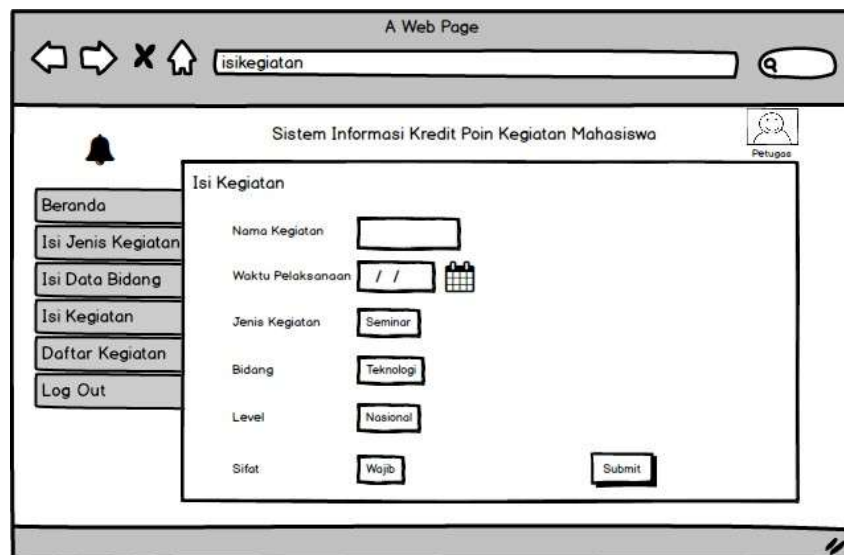 A Web Page
isikegiatan
Sistem Informasi Kredit Poin Kegiatan Mahasiswa
Petugas
Beranda
Isi Jenis Kegiatan
Isi Data Bidang
Isi Kegiatan
Daftar Kegiatan
Log Out
Isi Kegiatan
Nama Kegiatan
Waktu Pelaksanaan / /
Jenis Kegiatan Seminar
Bidang Teknologi
Level Nasional
Sifat Wajib
Submit